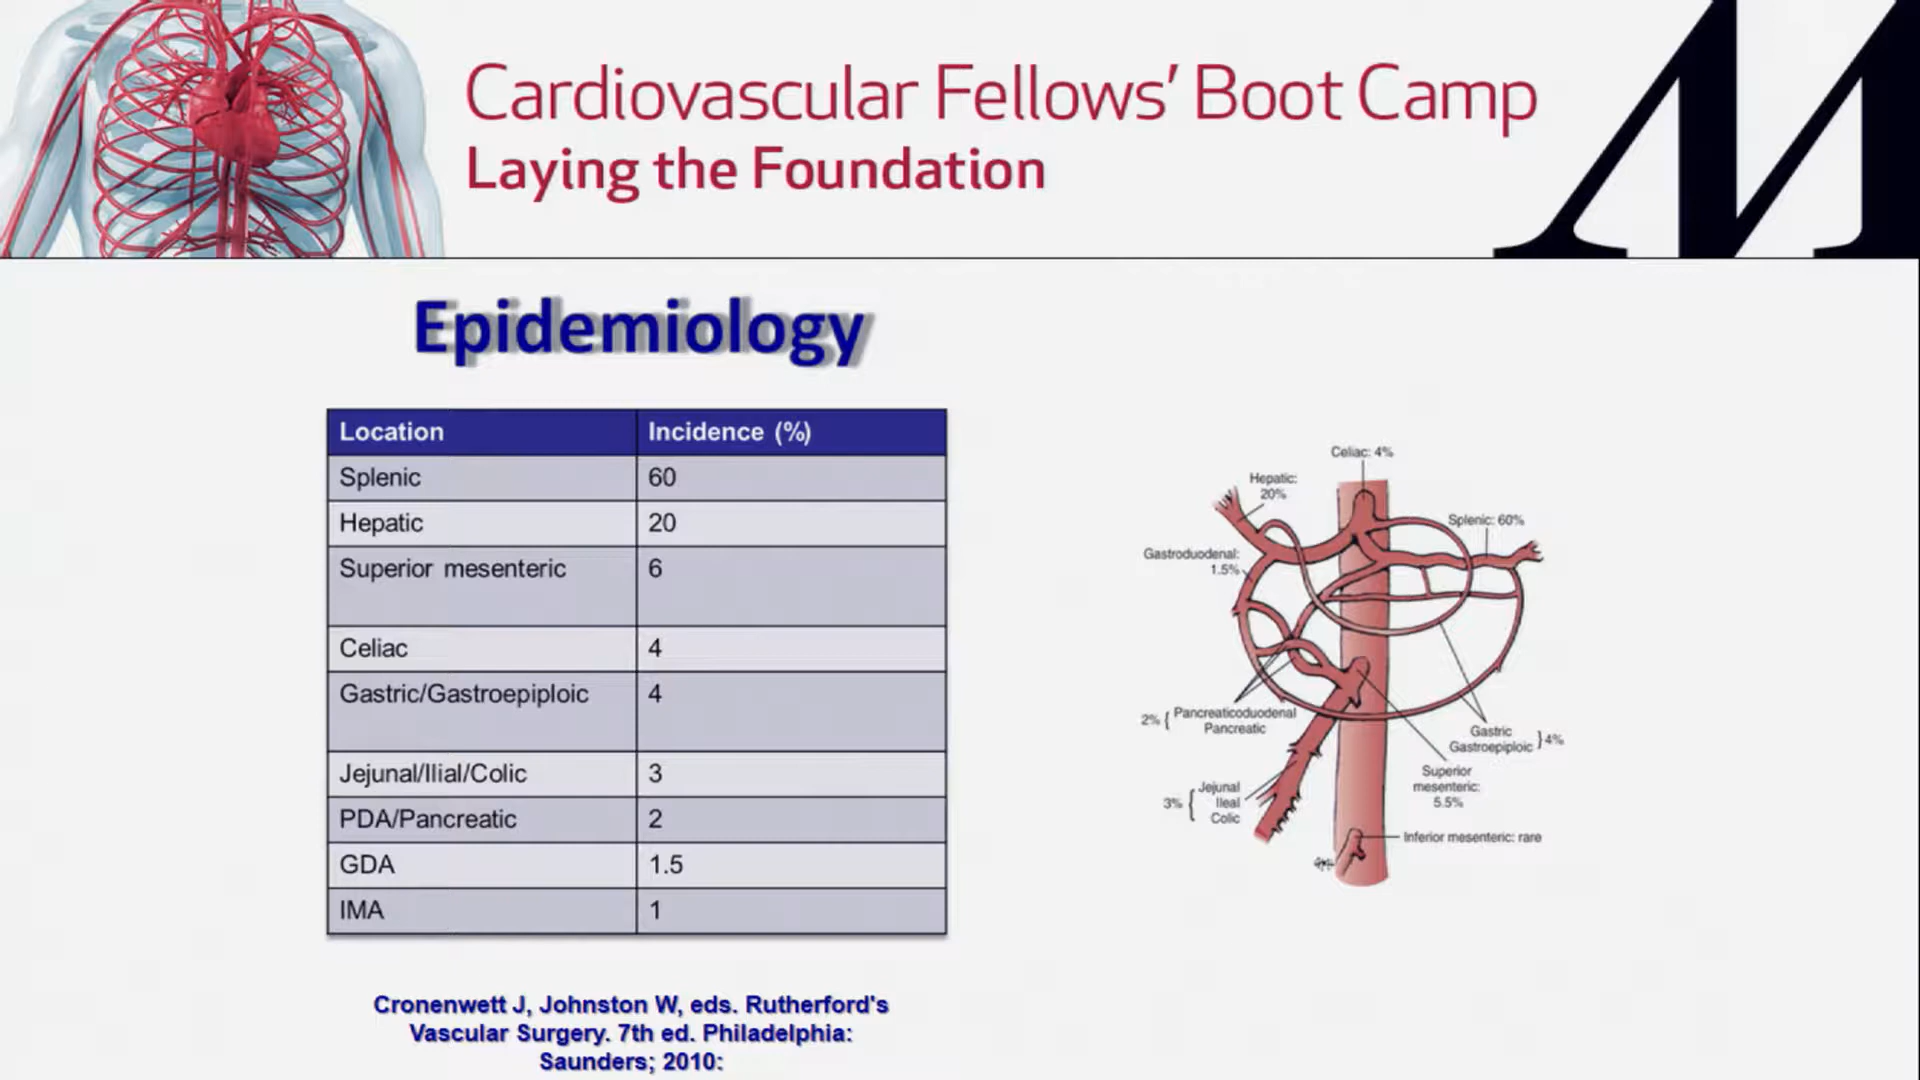 Cardiovascular Fellows' Boot Camp
Laying the Foundation
M
Epidemiology
Location Incidence (%)
Splenic 60
Hepatic 20
Superior mesenteric 6
Celiac 4
Gastric/Gastroepiploic 4
Jejunal/Ilial/Colic 3
PDA/Pancreatic 2
GDA 1.5
IMA 1
Cronenwett J, Johnston W, eds. Rutherford's
Vascular Surgery. 7th ed. Philadelphia:
Saunders; 2010:
Celiac: 4%
Hepatic:
20%
Splenic: 60%
Gastroduodenal:
1.5%
2% { Pancreaticoduodenal
Pancreatic
Gastric
Gastroepiploic } 4%
Superior
mesenteric:
5.5%
3% { Jejunal
Ileal
Colic
Inferior mesenteric: rare